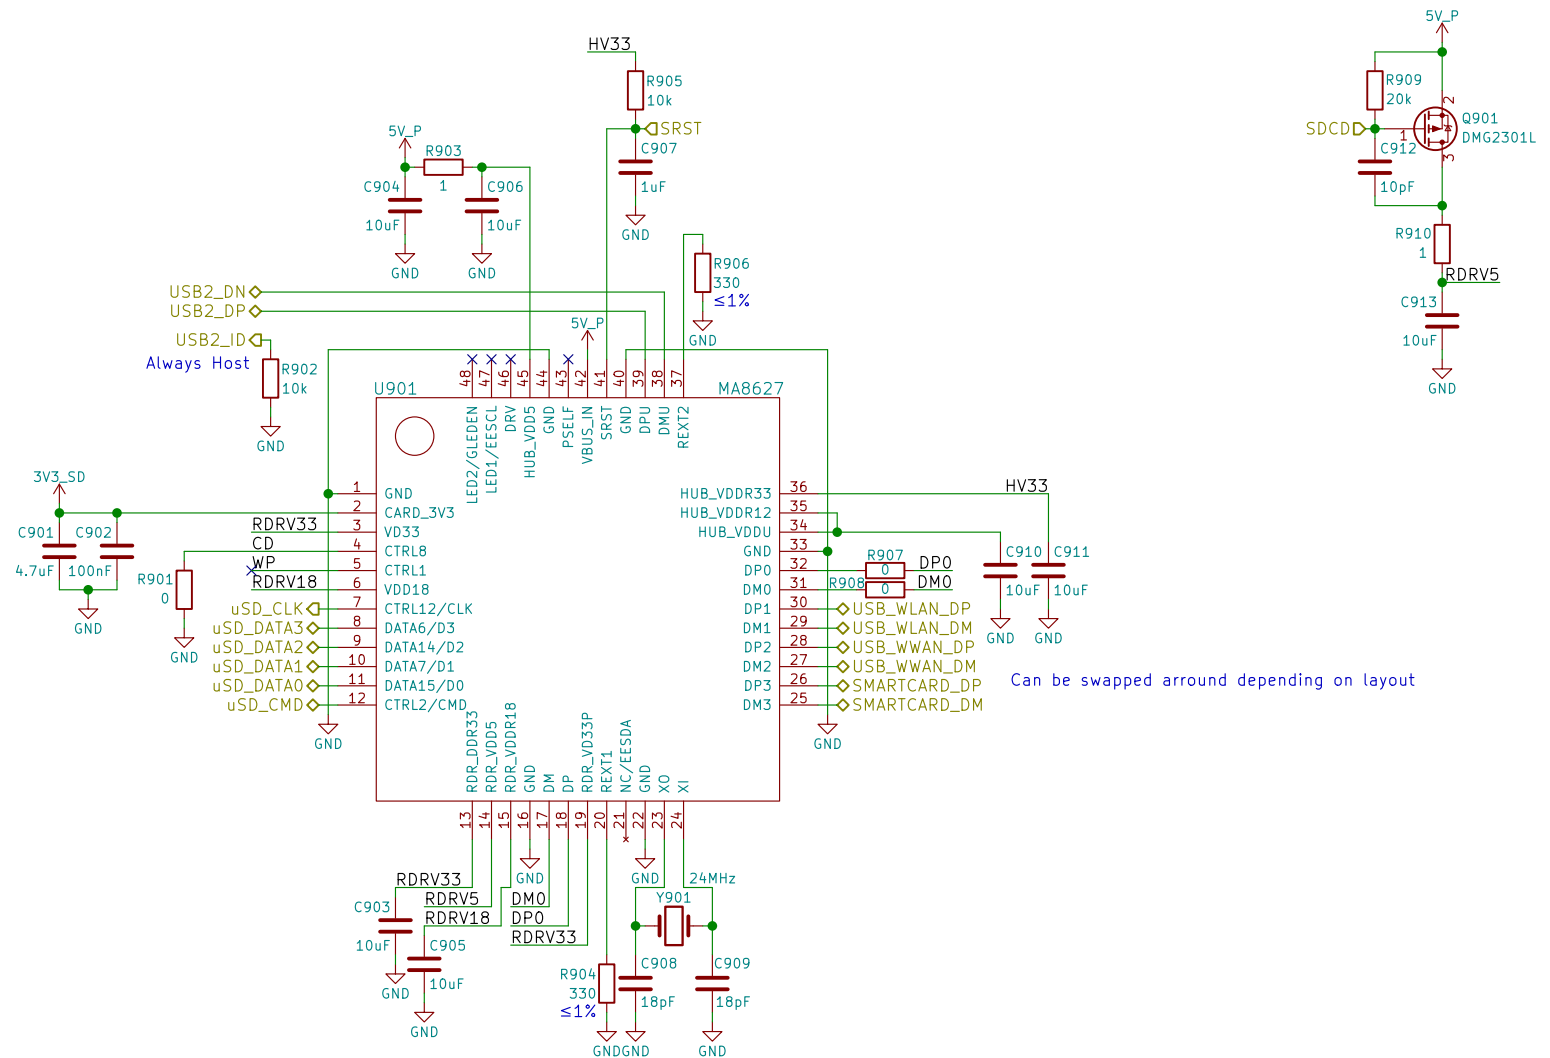 5V_P
HV33
R905
10k
R909
20k
SRST
SDCD
1
2
3
Q901
DMG2301L
5V_P
R903
1
C907
1uF
C912
10pF
C904
10uF
C906
10uF
GND
R910
1
GND
GND
R906
330
≤1%
RDRV5
USB2_DN
USB2_DP
C913
10uF
5V_P
GND
USB2_ID
Always Host
R902
10k
GND
48
47
46
45
44
43
42
41
40
39
38
37
U901
MA8627
LED2/GLEDEN
LED1/EESCL
DRV
HUB_VDD5
GND
PSELF
VBUS_IN
SRST
GND
DPU
DMU
REXT2
GND
3V3_SD
1 GND
HUB_VDDR33 36
HV33
2 CARD_3V3
HUB_VDDR12 35
RDRV33
3 VD33
HUB_VDDU 34
C901
4.7uF
C902
100nF
CD
4 CTRL8
GND 33
C910
10uF
C911
10uF
WP
5 CTRL1
DP0 32
R907
0
DP0
R901
0
RDRV18
6 VDD18
DM0 31
R908
0
DM0
uSD_CLK
7 CTRL12/CLK
DP1 30
USB_WLAN_DP
GND
GND
GND
uSD_DATA3
8 DATA6/D3
DM1 29
USB_WLAN_DM
uSD_DATA2
9 DATA14/D2
DP2 28
USB_WWAN_DP
GND
uSD_DATA1
10 DATA7/D1
DM2 27
USB_WWAN_DM
uSD_DATA0
11 DATA15/D0
DP3 26
SMARTCARD_DP
Can be swapped arround depending on layout
uSD_CMD
12 CTRL2/CMD
DM3 25
SMARTCARD_DM
GND
GND
RDR_DDR33
RDR_VDD5
RDR_VDDR18
GND
DM
DP
RDR_VD33P
REXT1
NC/EESDA
GND
XO
XI
13
14
15
16
17
18
19
20
21
22
23
24
GND
GND
RDRV33
24MHz
Y901
RDRV5
DM0
C903
10uF
RDRV18
DP0
RDRV33
C905
10uF
GND
R904
330
≤1%
C908
18pF
C909
18pF
GND
GND
GND
GND